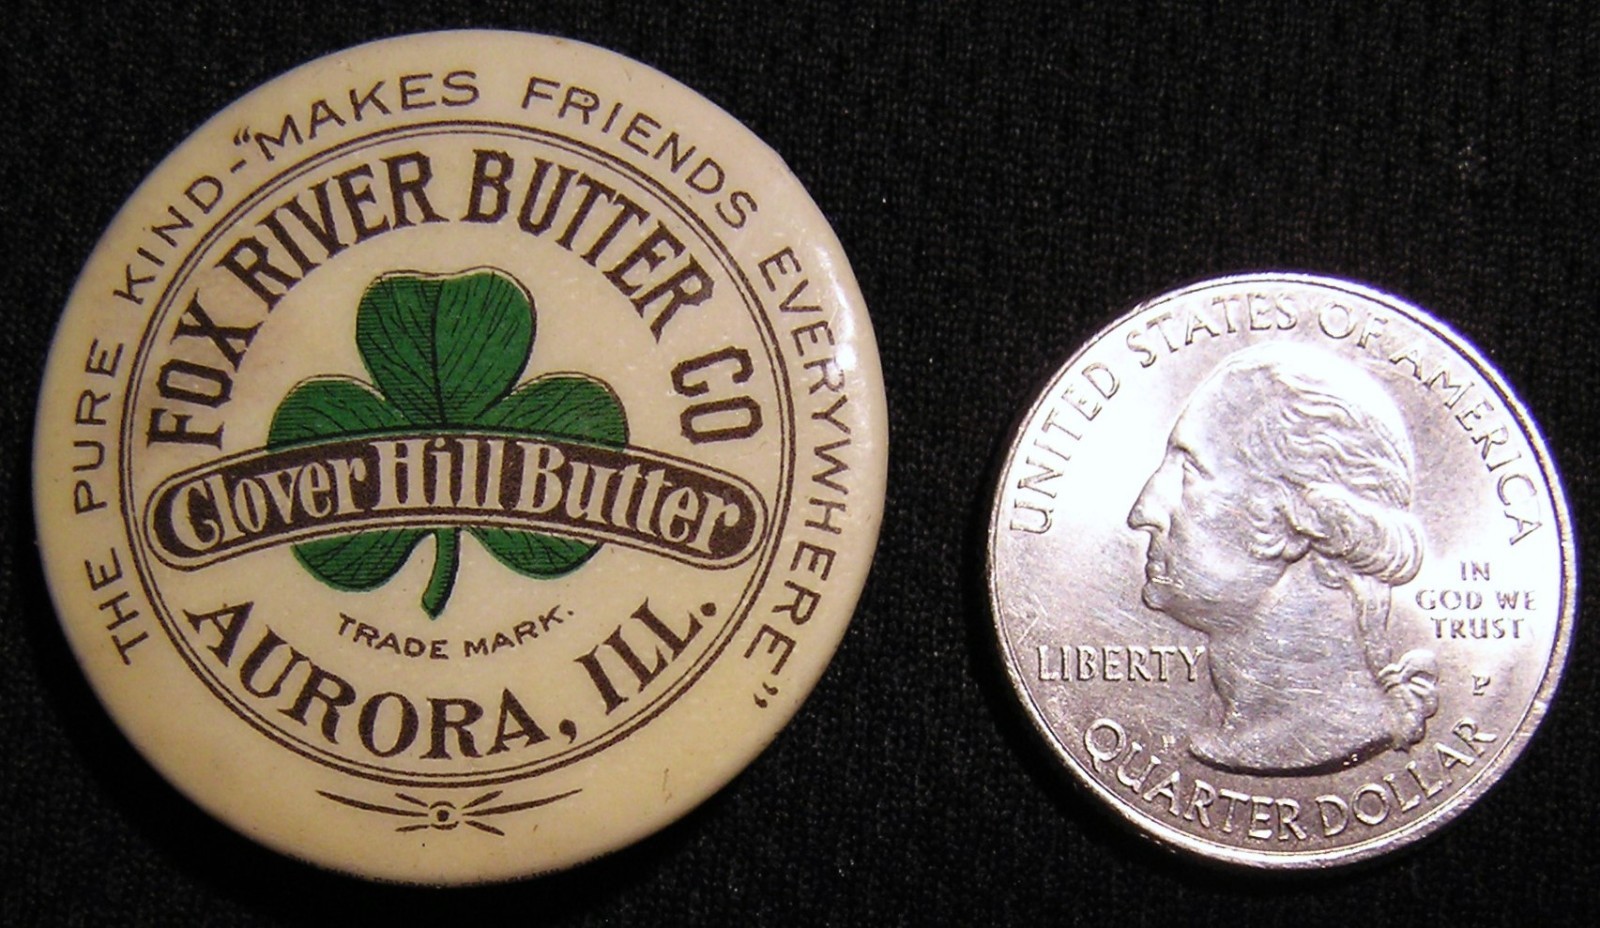 THE PURE KIND-"MAKES FRIENDS EVERYWHERE"
FOX RIVER BUTTER CO
Clover Hill Butter
TRADE MARK.
AURORA, ILL.
UNITED STATES OF AMERICA
IN
GOD WE
TRUST
LIBERTY
P
QUARTER DOLLAR